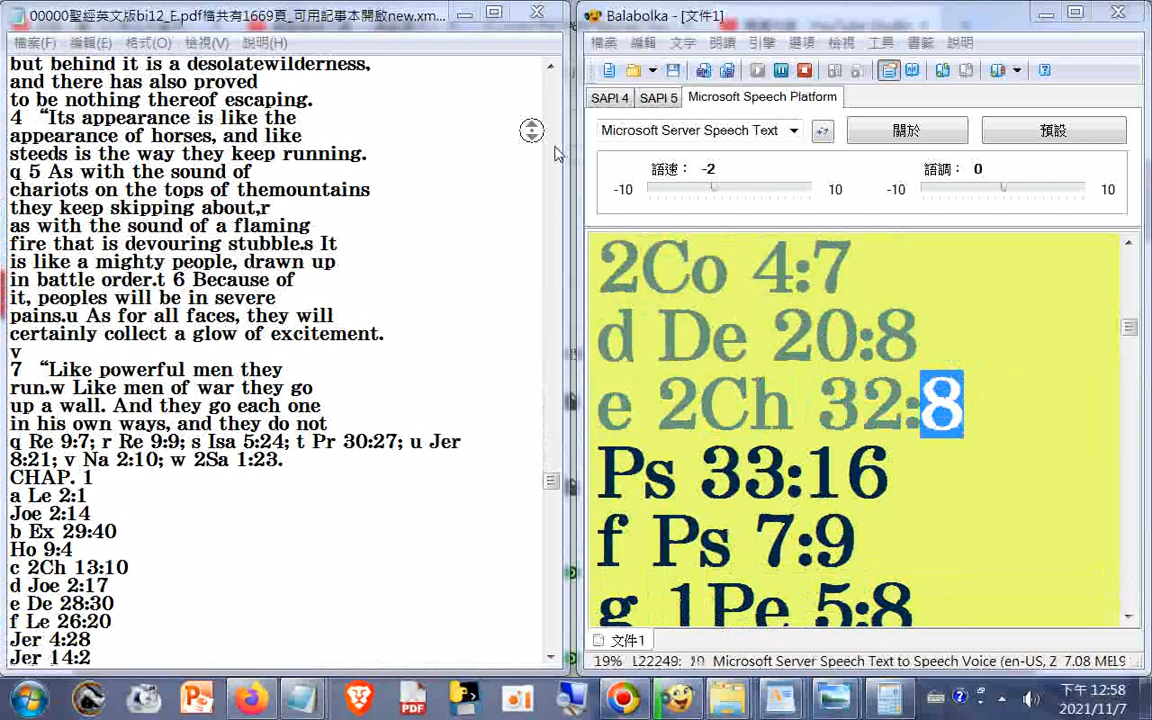 00000聖經英文版bi12_E.pdf檔共有1669頁_可用記事本開啟new.xm...
檔案(F) 編輯(E) 格式(O) 檢視(V) 說明(H)
but behind it is a desolatewilderness,
and there has also proved
to be nothing thereof escaping.
4 “Its appearance is like the
appearance of horses, and like
steeds is the way they keep running.
q 5 As with the sound of
chariots on the tops of themountains
they keep skipping about,r
as with the sound of a flaming
fire that is devouring stubble.s It
is like a mighty people, drawn up
in battle order.t 6 Because of
it, peoples will be in severe
pains.u As for all faces, they will
certainly collect a glow of excitement.
v
7 “Like powerful men they
run.w Like men of war they go
up a wall. And they go each one
in his own ways, and they do not
q Re 9:7; r Re 9:9; s Isa 5:24; t Pr 30:27; u Jer
8:21; v Na 2:10; w 2Sa 1:23.
CHAP. 1
a Le 2:1
Joe 2:14
b Ex 29:40
Ho 9:4
c 2Ch 13:10
d Joe 2:17
e De 28:30
f Le 26:20
Jer 4:28
Jer 14:2
Balabolka - [文件1]
檔案 編輯 文字 朗讀 引擎 選項 檢視 工具 書籤 說明
SAPI 4 SAPI 5 Microsoft Speech Platform
Microsoft Server Speech Text 關於 預設
語速: -2 語調: 0
-10 10 -10 10
2Co 4:7
d De 20:8
e 2Ch 32:8
Ps 33:16
f Ps 7:9
g 1Pe 5:8
文件1
19% L22249: Microsoft Server Speech Text to Speech Voice (en-US, Z 7.08 ME
PDF
下午 12:58
2021/11/7